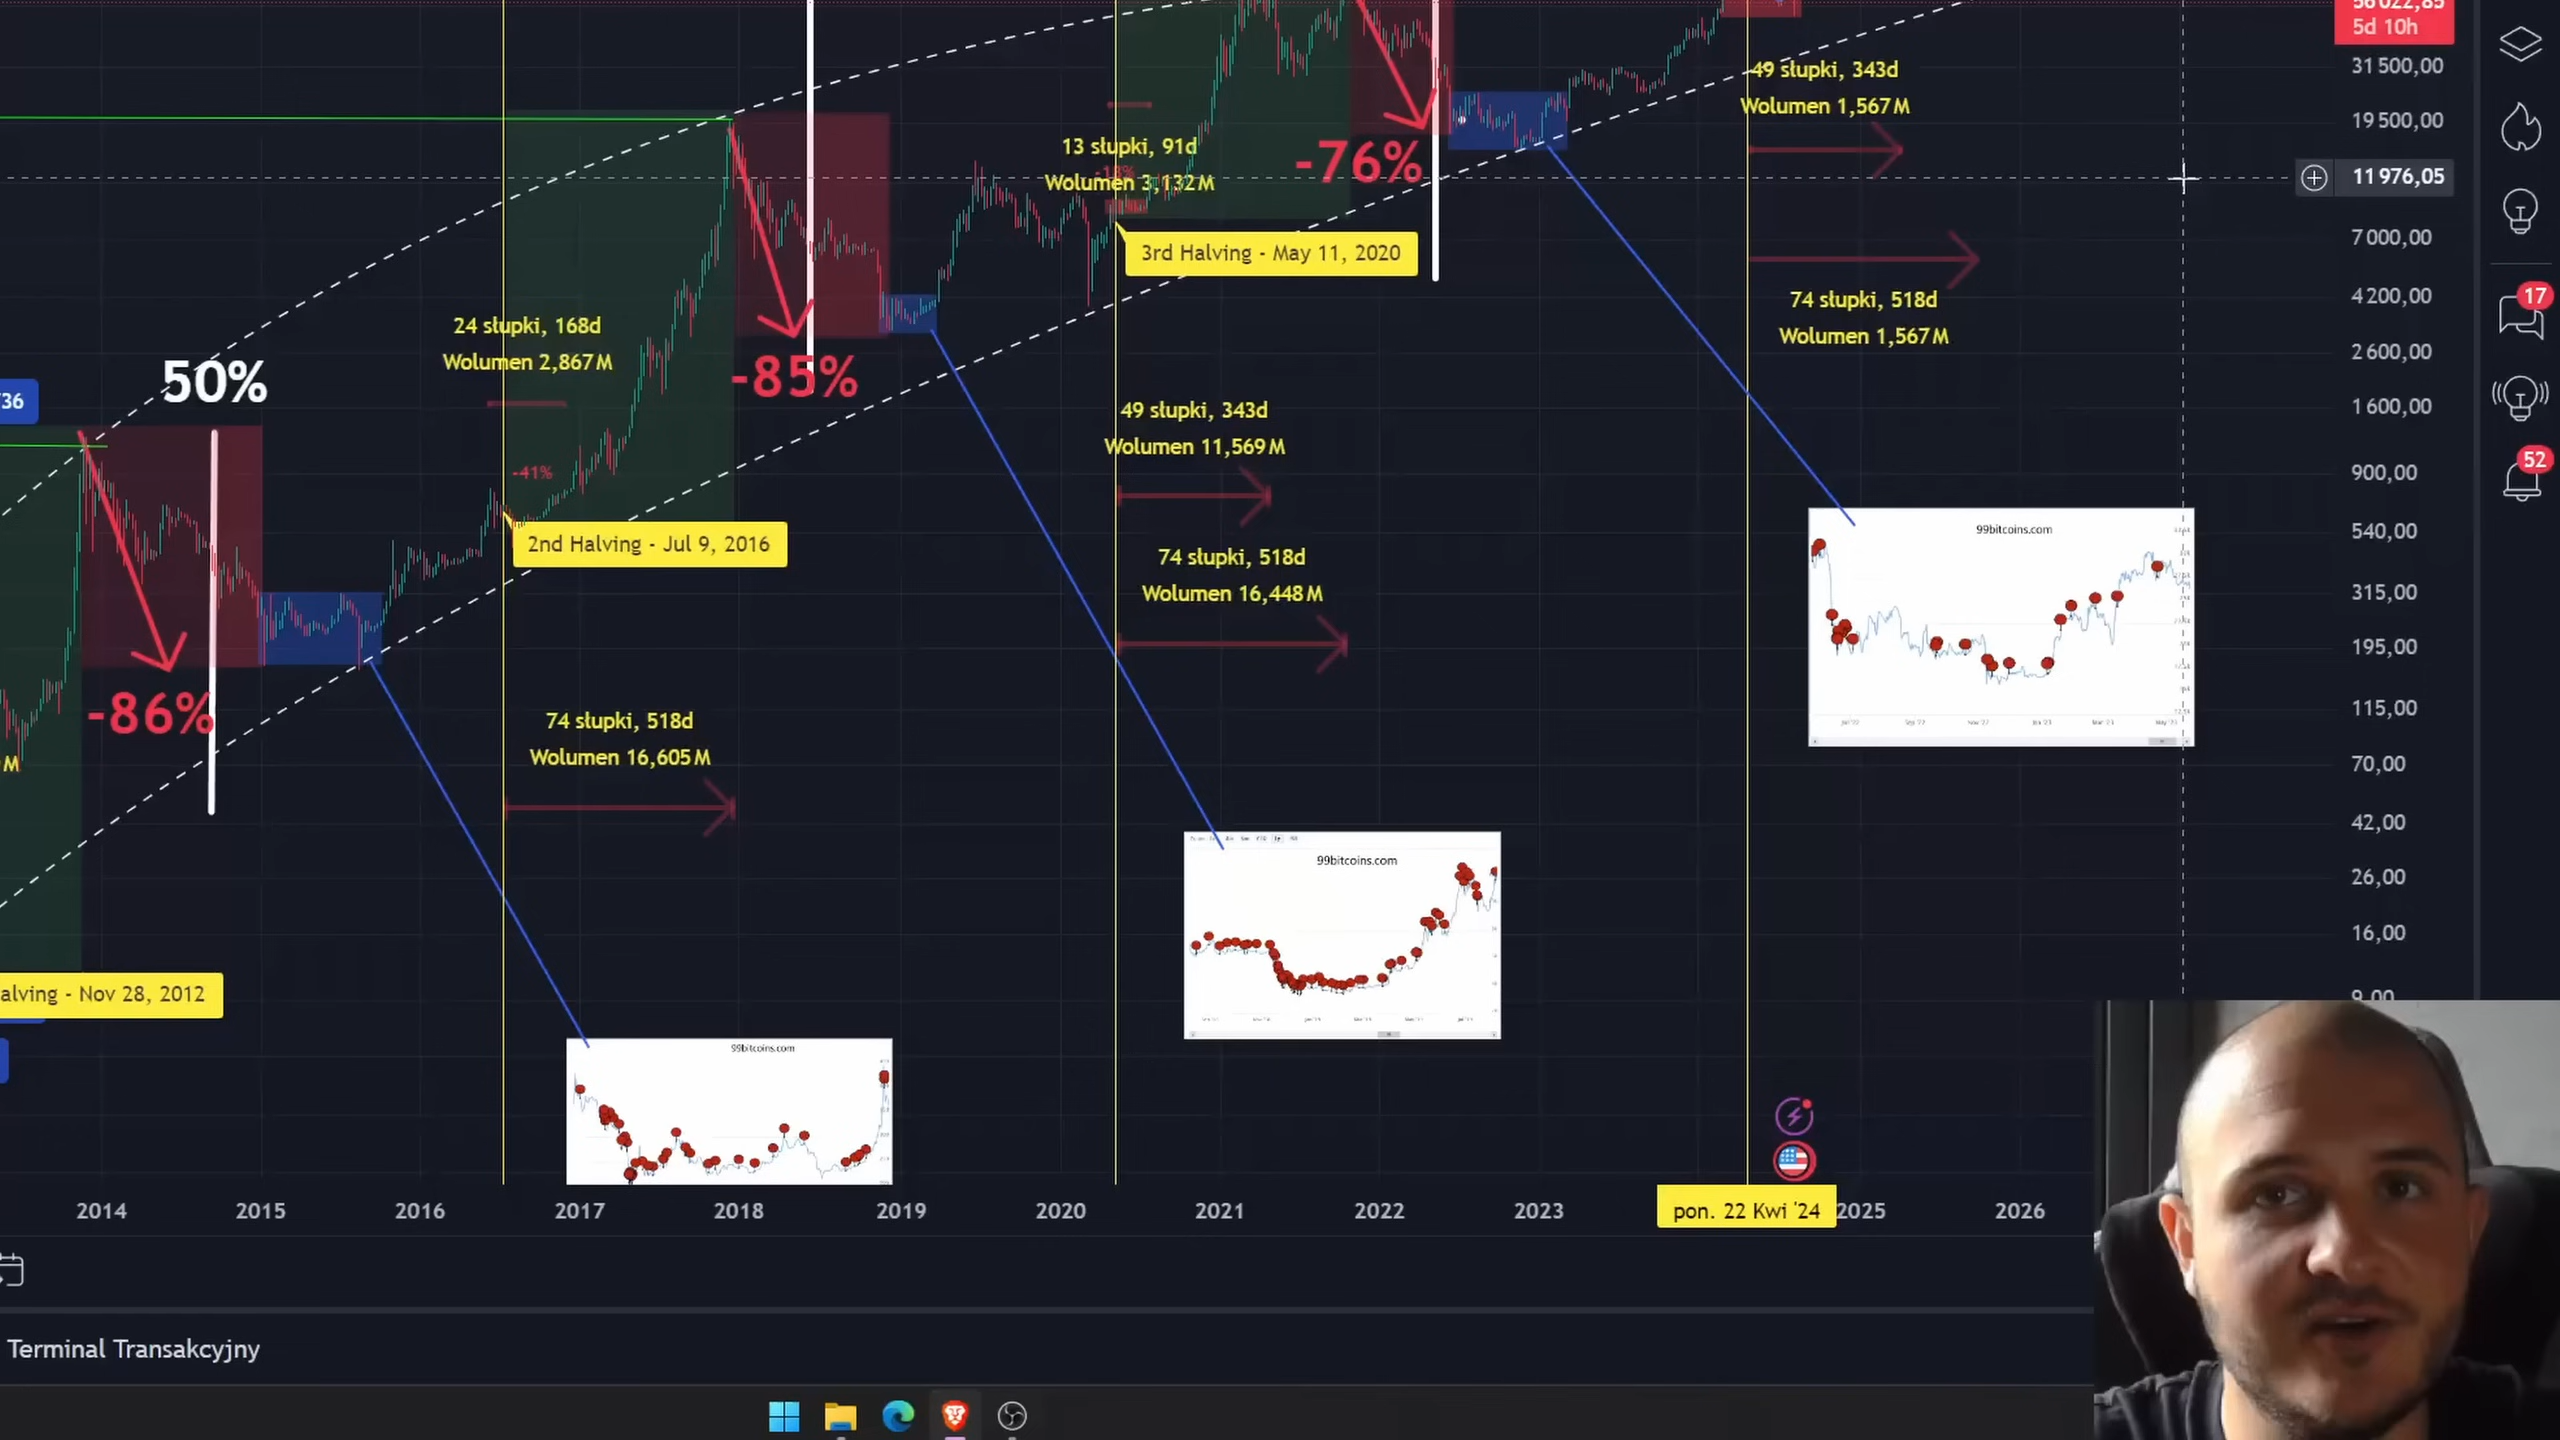 56 022,85
5d 10h
31 500,00
19 500,00
11 976,05
7 000,00
4 200,00
2 600,00
1 600,00
900,00
540,00
315,00
195,00
115,00
70,00
42,00
26,00
16,00
9,00
17
52
49 słupki, 343d
Wolumen 1,567 M
13 słupki, 91d
Wolumen 3,132 M
-76%
3rd Halving - May 11, 2020
74 słupki, 518d
Wolumen 1,567 M
24 słupki, 168d
Wolumen 2,867 M
-85%
50%
36
-41%
49 słupki, 343d
Wolumen 11,569 M
2nd Halving - Jul 9, 2016
74 słupki, 518d
Wolumen 16,448 M
99bitcoins.com
-86%
74 słupki, 518d
Wolumen 16,605 M
M
99bitcoins.com
alving - Nov 28, 2012
99bitcoins.com
2014 2015 2016 2017 2018 2019 2020 2021 2022 2023 pon. 22 Kwi '24 2025 2026
Terminal Transakcyjny